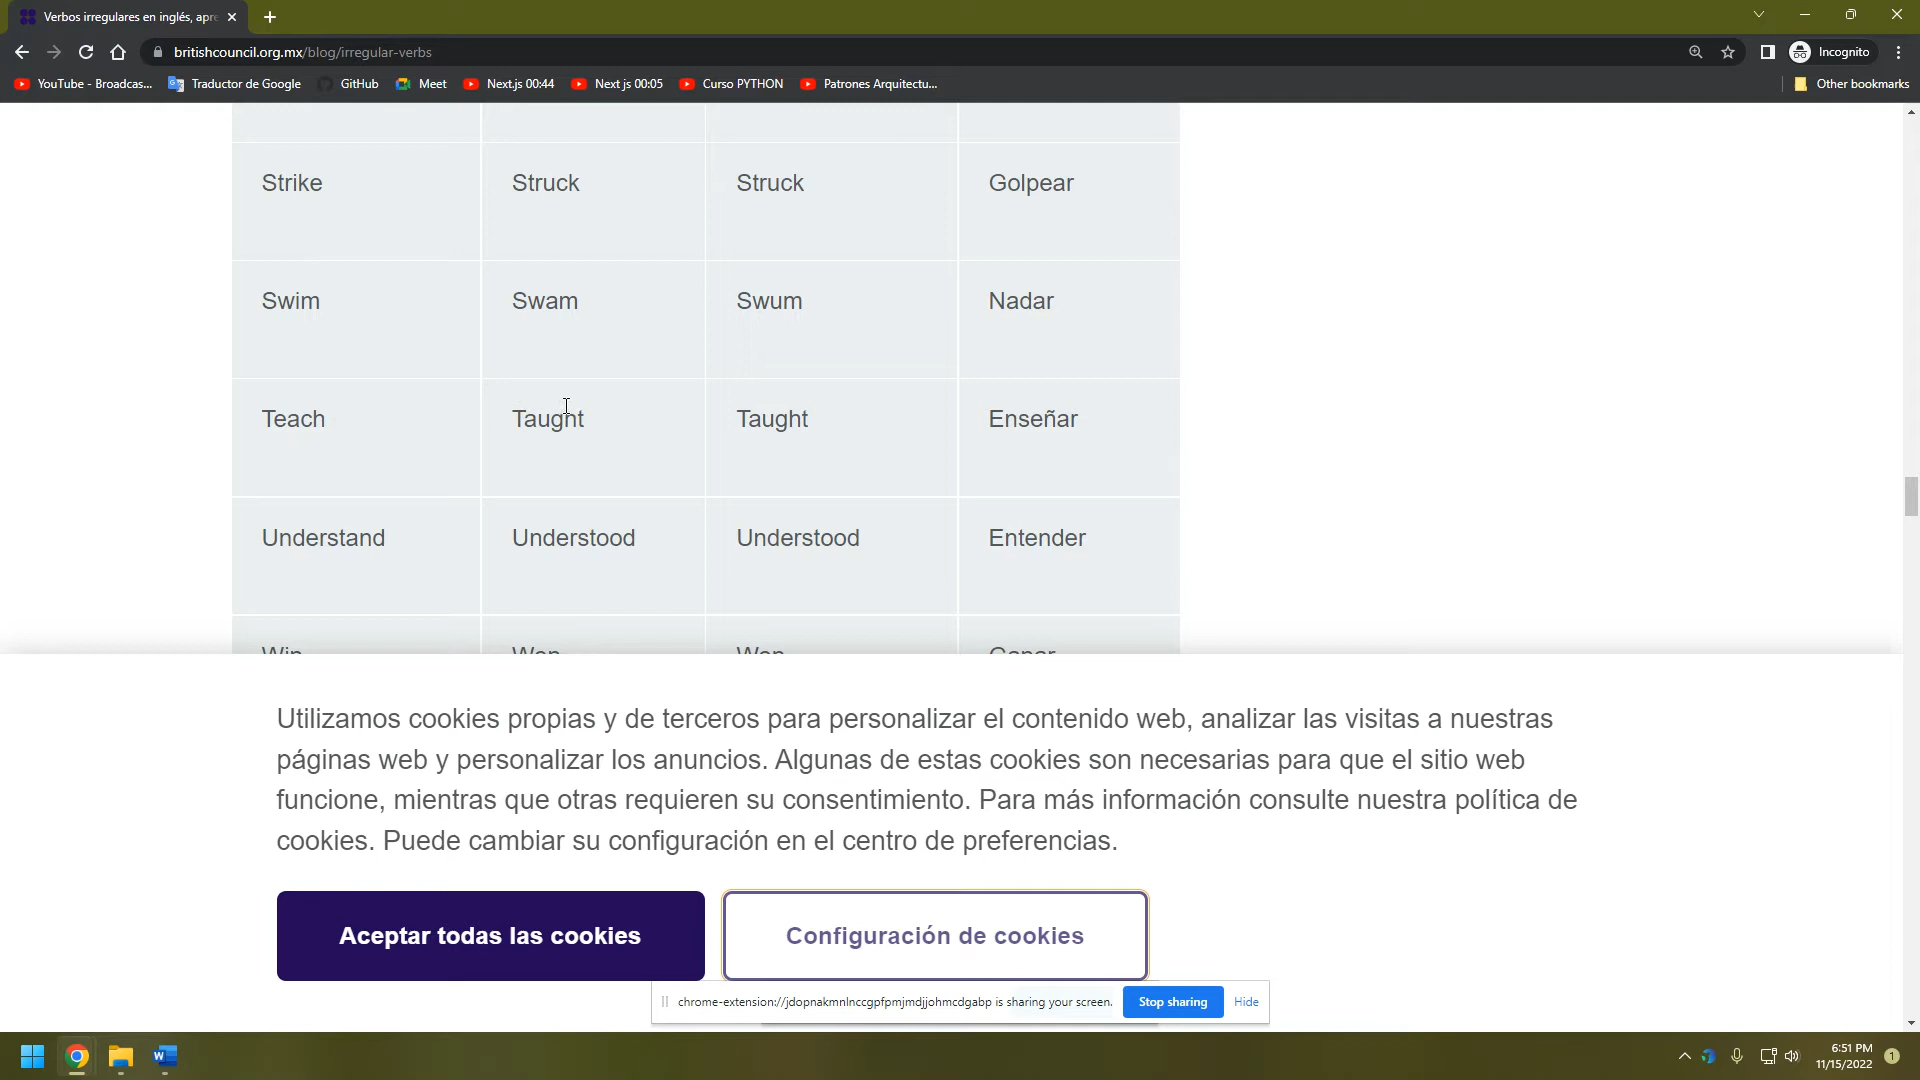 Verbos irregulares en inglés, apre
britishcouncil.org.mx/blog/irregular-verbs
Incognito
YouTube - Broadcas...
Traductor de Google
GitHub
Meet
Next.js 00:44
Next js 00:05
Curso PYTHON
Patrones Arquitectu...
Other bookmarks
Strike Struck Struck Golpear
Swim Swam Swum Nadar
Teach Taught Taught Enseñar
Understand Understood Understood Entender
Win Won Won Ganar
Utilizamos cookies propias y de terceros para personalizar el contenido web, analizar las visitas a nuestras
páginas web y personalizar los anuncios. Algunas de estas cookies son necesarias para que el sitio web
funcione, mientras que otras requieren su consentimiento. Para más información consulte nuestra política de
cookies. Puede cambiar su configuración en el centro de preferencias.
Aceptar todas las cookies
Configuración de cookies
chrome-extension://jdopnakmnlnccgpfpmjmdjjohmcdgabp is sharing your screen.
Stop sharing
Hide
6:51 PM
11/15/2022
1